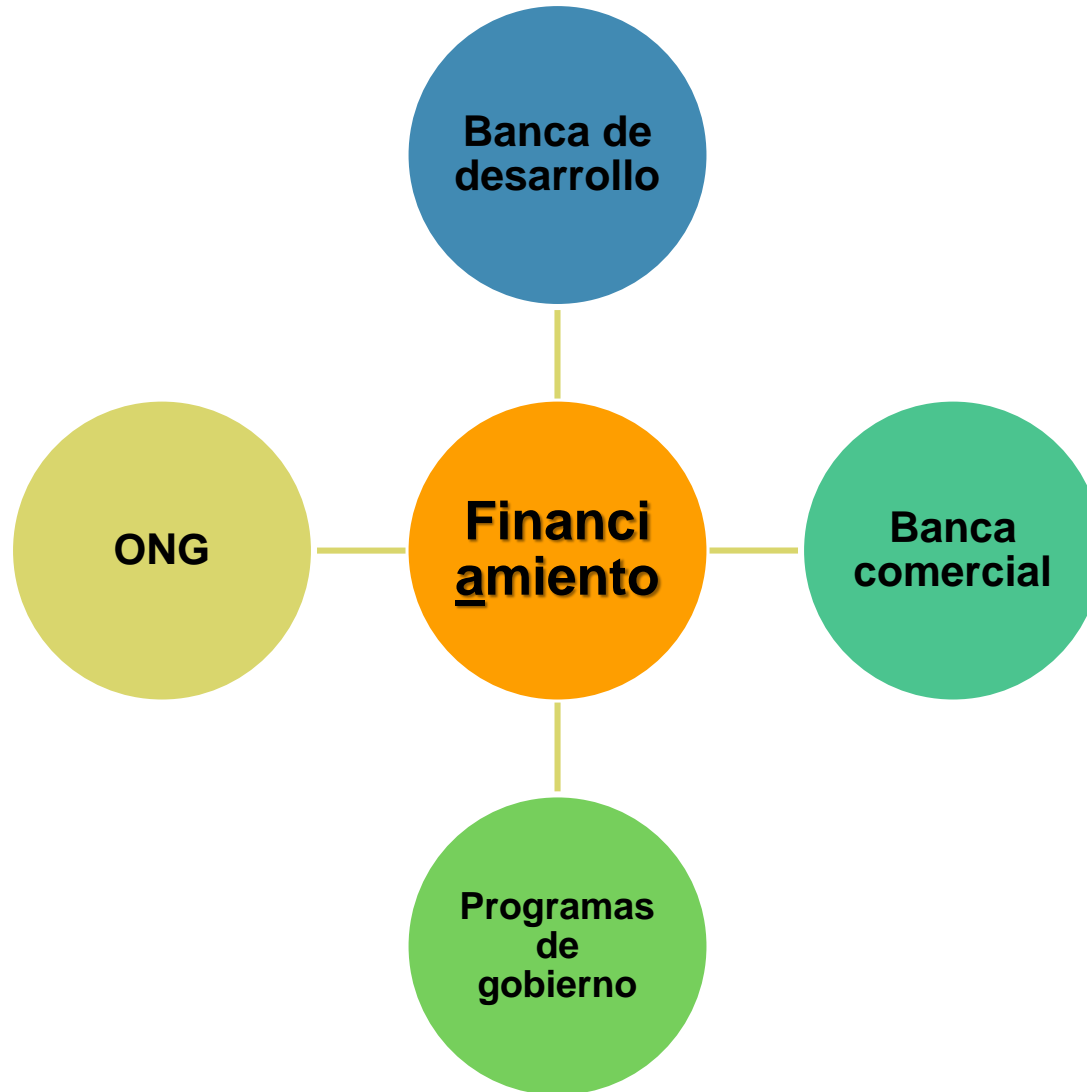 Banca de
desarrollo
ONG
Financi
amiento
Banca
comercial
Programas
de
gobierno